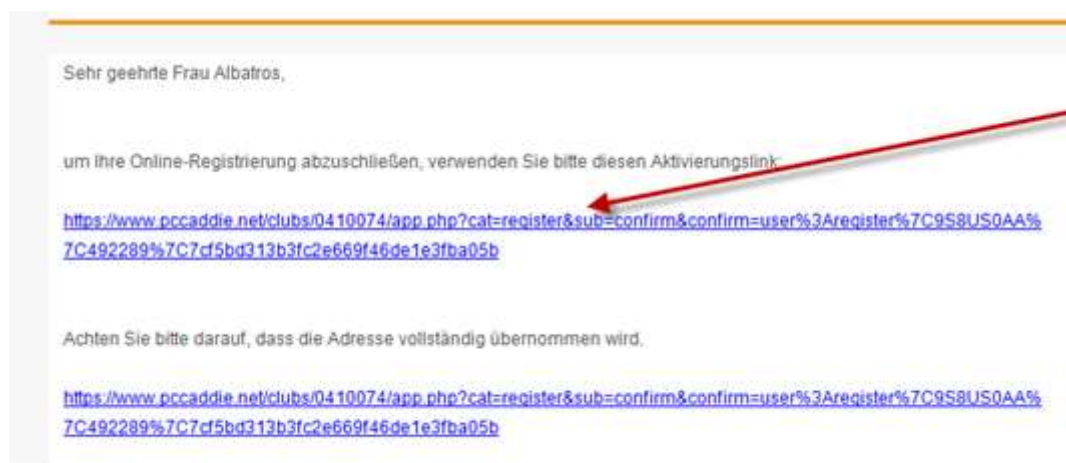 Sehr geehrte Frau Albatros,
um Ihre Online-Registrierung abzuschließen, verwenden Sie bitte diesen Aktivierungslink:
https://www.pccaddie.net/clubs/0410074/app.php?cat=register&sub=confirm&confirm=user%3Aregister%7C9S8US0AA%
7C492289%7C7cf5bd313b3fc2e669f46de1e3fba05b
Achten Sie bitte darauf, dass die Adresse vollständig übernommen wird.
https://www.pccaddie.net/clubs/0410074/app.php?cat=register&sub=confirm&confirm=user%3Aregister%7C9S8US0AA%
7C492289%7C7cf5bd313b3fc2e669f46de1e3fba05b